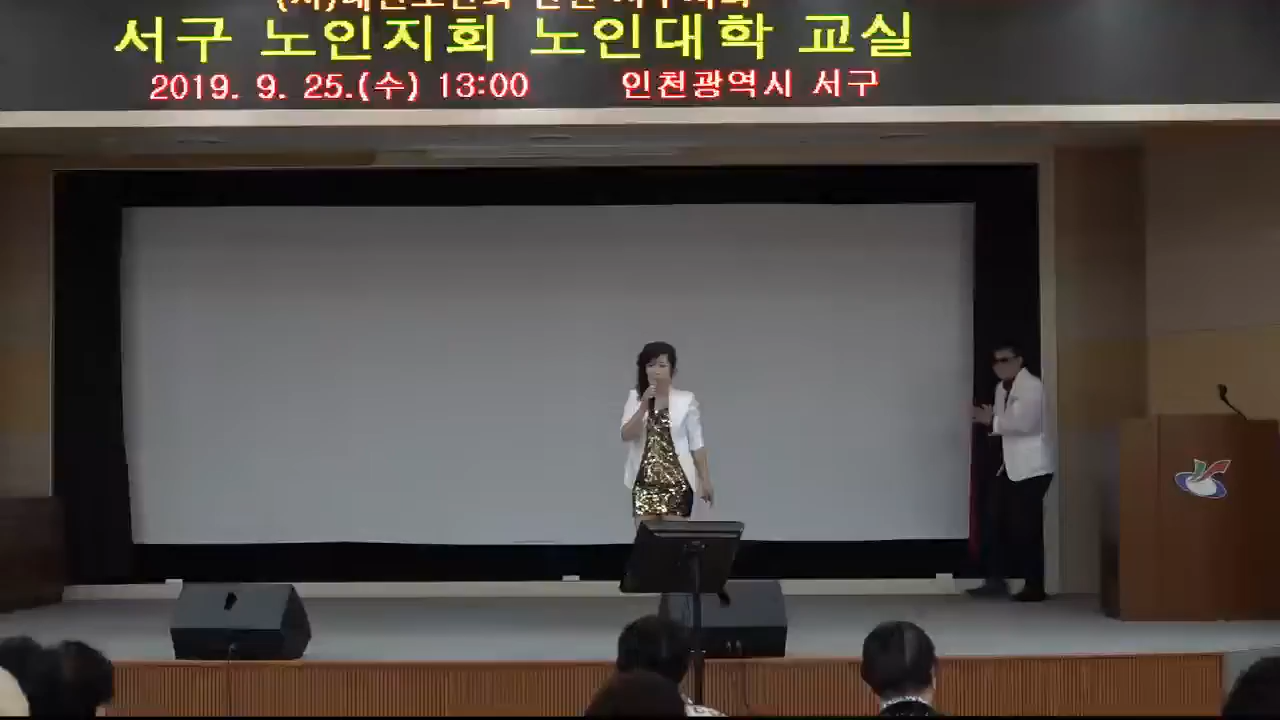 서구 노인지회 노인대학 교실
2019. 9. 25.(수) 13:00 인천광역시 서구